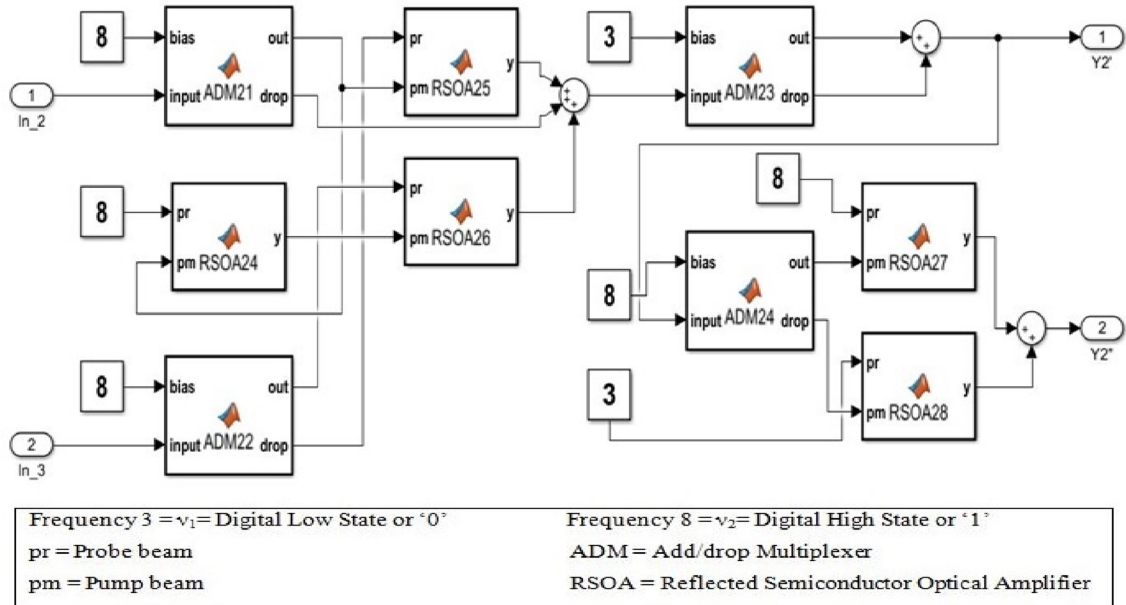 8
bias
out
input
ADM21
drop
1
In_2
pr
y
pm
RSOA25
+
+
+
3
bias
out
input
ADM23
drop
+
+
1
Y2'
8
pr
y
pm
RSOA24
pr
y
pm
RSOA26
8
pr
y
pm
RSOA27
8
bias
out
input
ADM24
drop
+
+
2
Y2"
8
bias
out
input
ADM22
drop
2
In_3
3
pr
y
pm
RSOA28
Frequency 3 =ν₁= Digital Low State or ‘0’
Frequency 8 =ν₂= Digital High State or ‘1’
pr = Probe beam
ADM = Add/drop Multiplexer
pm = Pump beam
RSOA = Reflected Semiconductor Optical Amplifier